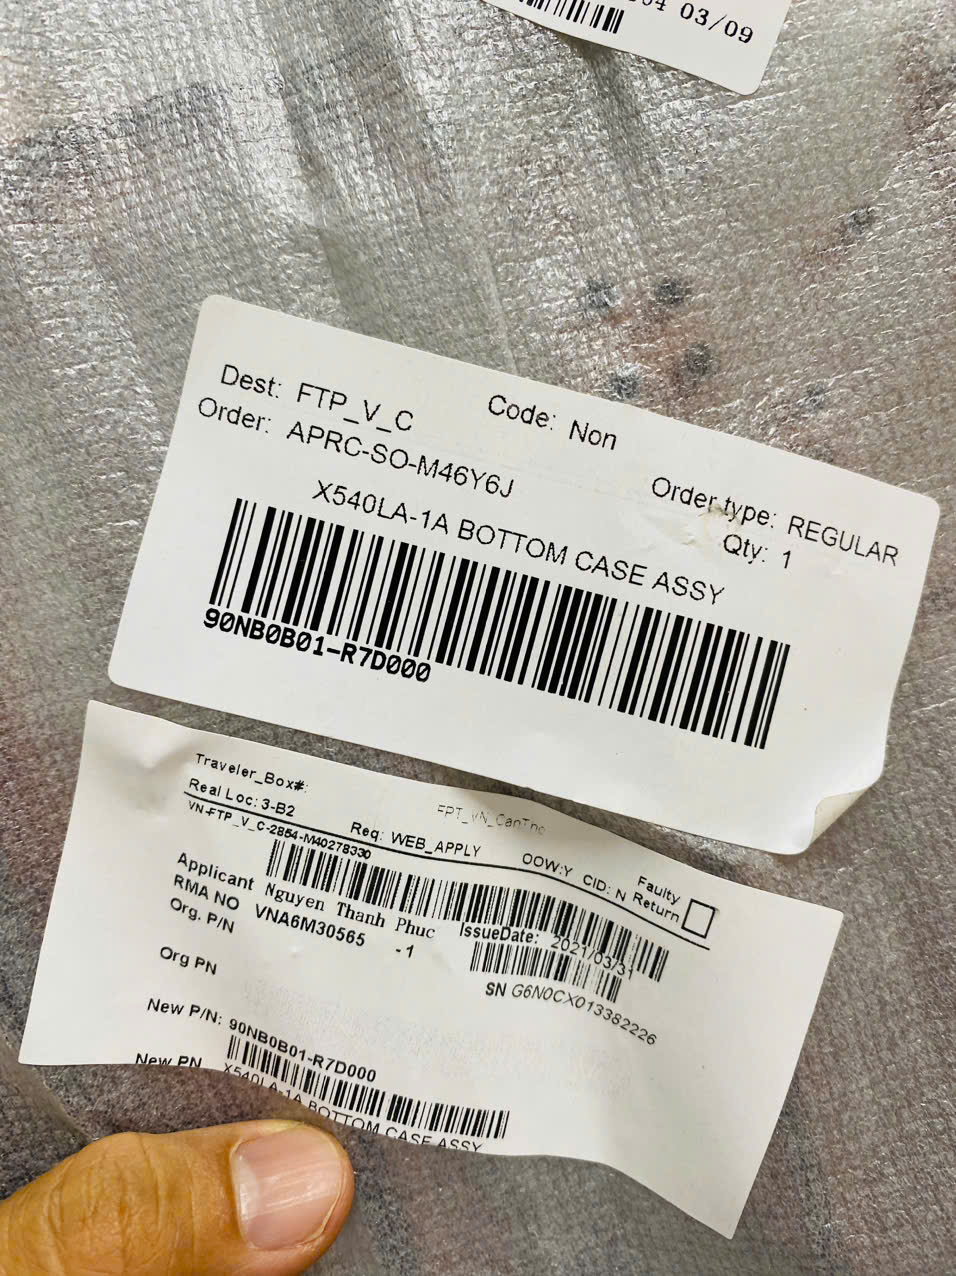 03/09
Dest: FTP_V_C Code: Non
Order: APRC-SO-M46Y6J Order type: REGULAR
Qty: 1
X540LA-1A BOTTOM CASE ASSY
90NB0B01-R7D000
Traveler_Box#:
FPT_VN_CanTho
Real Loc: 3-B2 Req: WEB_APPLY OOW:Y CID: N Faulty Return
VN-FTP_V_C-2854-M40278330
Applicant Nguyen Thanh Phuc IssueDate: 2021/03/31
RMA NO VNA6M30565 -1
Org. P/N
SN G6N0CX013382226
Org PN
New P/N: 90NB0B01-R7D000
New PN X540LA-1A BOTTOM CASE ASSY